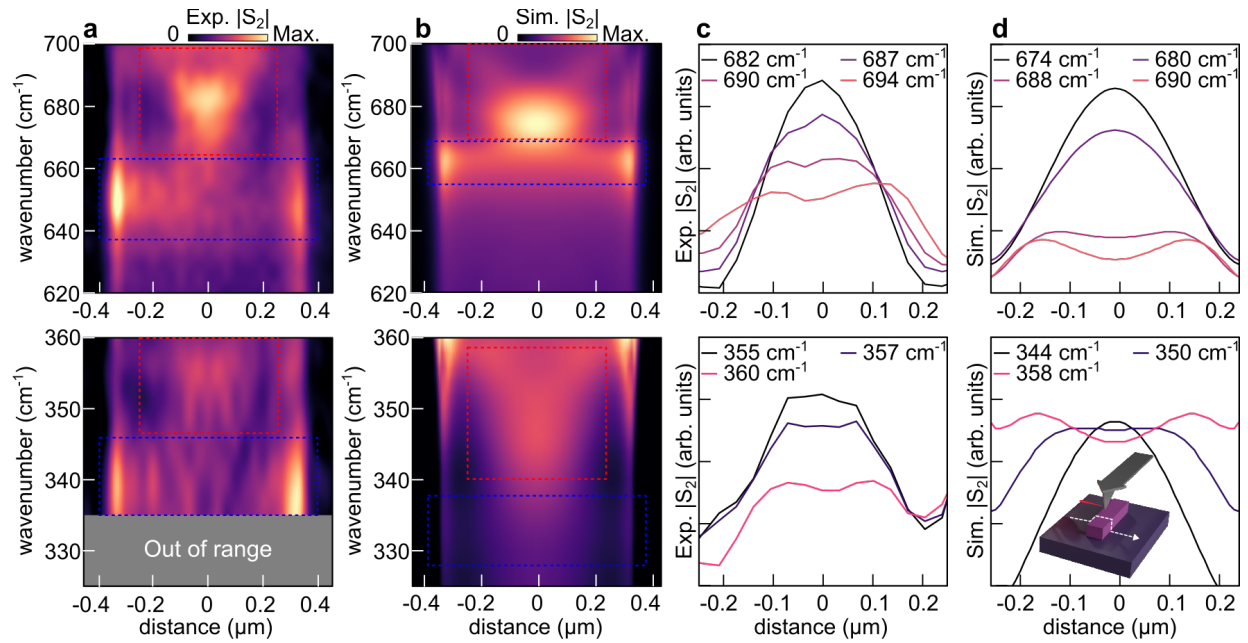 a
Exp. |S₂|
0
Max.
b
Sim. |S₂|
0
Max.
c
d
700
680
660
640
620
wavenumber (cm⁻¹)
-0.4 -0.2 0 0.2 0.4
700
680
660
640
620
wavenumber (cm⁻¹)
-0.4 -0.2 0 0.2 0.4
682 cm⁻¹ 687 cm⁻¹
690 cm⁻¹ 694 cm⁻¹
Exp. |S₂| (arb. units)
-0.2 -0.1 0 0.1 0.2
674 cm⁻¹ 680 cm⁻¹
688 cm⁻¹ 690 cm⁻¹
Sim. |S₂| (arb. units)
-0.2 -0.1 0 0.1 0.2
360
350
340
330
wavenumber (cm⁻¹)
Out of range
-0.4 -0.2 0 0.2 0.4
distance (µm)
360
350
340
330
wavenumber (cm⁻¹)
-0.4 -0.2 0 0.2 0.4
distance (µm)
355 cm⁻¹ 357 cm⁻¹
360 cm⁻¹
Exp. |S₂| (arb. units)
-0.2 -0.1 0 0.1 0.2
distance (µm)
344 cm⁻¹ 350 cm⁻¹
358 cm⁻¹
Sim. |S₂| (arb. units)
-0.2 -0.1 0 0.1 0.2
distance (µm)